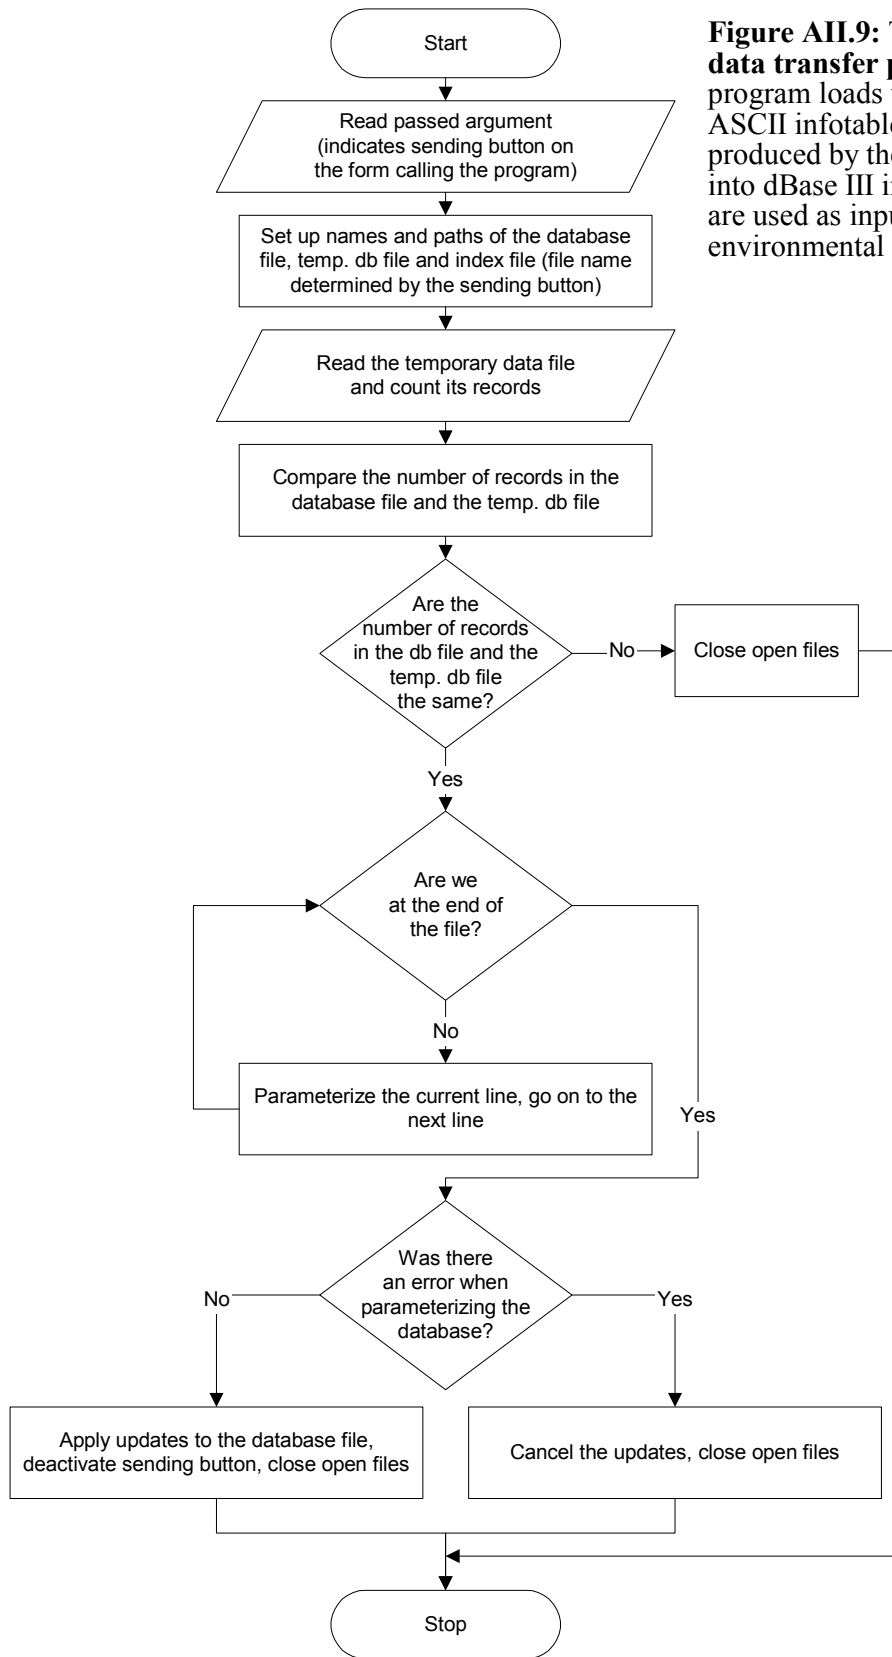 Start
Figure AII.9:
data transfer
program loads
ASCII infotable
produced by the
into dBase III
are used as
environmental
Read passed argument
(indicates sending button on
the form calling the program)
Set up names and paths of the database
file, temp. db file and index file (file name
determined by the sending button)
Read the temporary data file
and count its records
Compare the number of records in the
database file and the temp. db file
Are the
number of records
in the db file and the
temp. db file
the same?
No
Close open files
Yes
Are we
at the end of
the file?
No
Parameterize the current line, go on to the
next line
Yes
Was there
an error when
parameterizing the
database?
No
Yes
Apply updates to the database file,
deactivate sending button, close open files
Cancel the updates, close open files
Stop